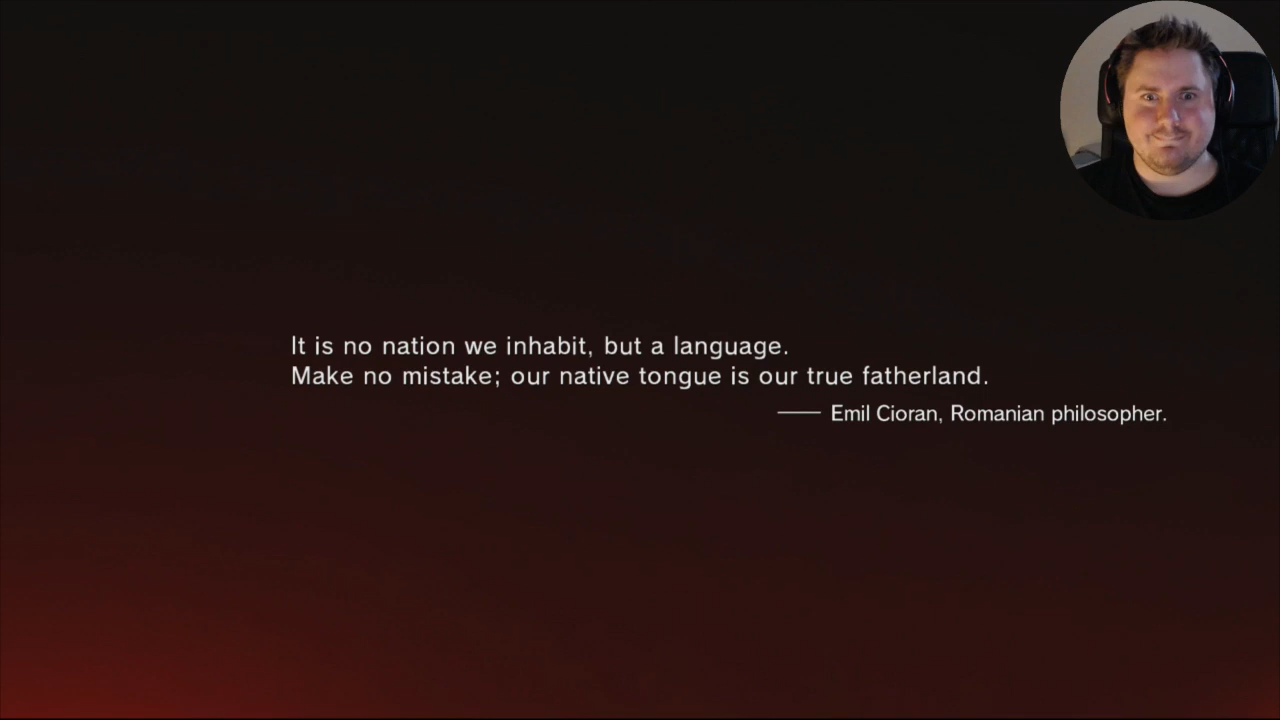 It is no nation we inhabit, but a language.
Make no mistake; our native tongue is our true fatherland.
—— Emil Cioran, Romanian philosopher.